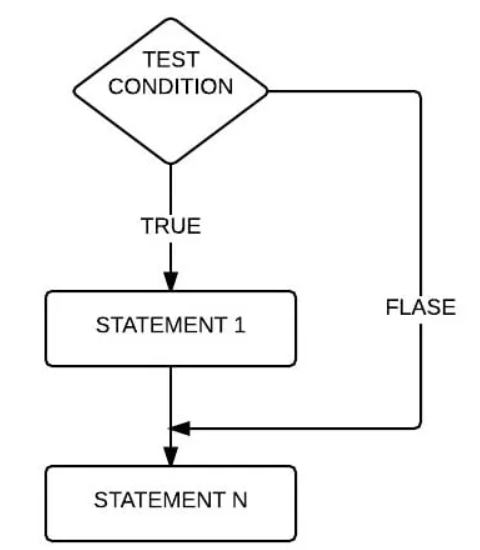 TEST
CONDITION
TRUE
STATEMENT 1
FLASE
STATEMENT N